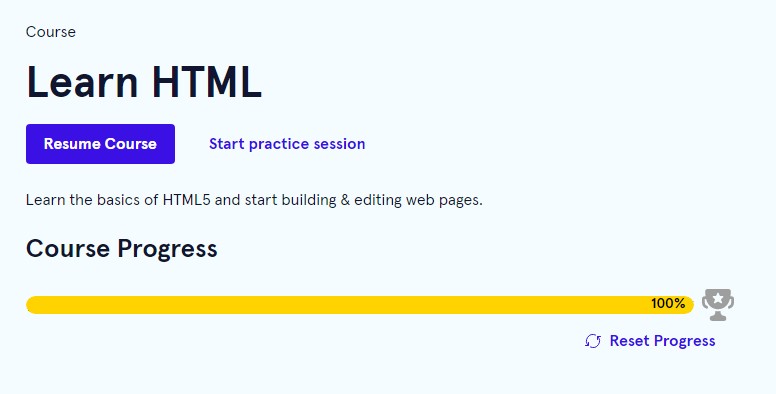 Course
Learn HTML
Resume Course Start practice session
Learn the basics of HTML5 and start building & editing web pages.
Course Progress
100%
Reset Progress